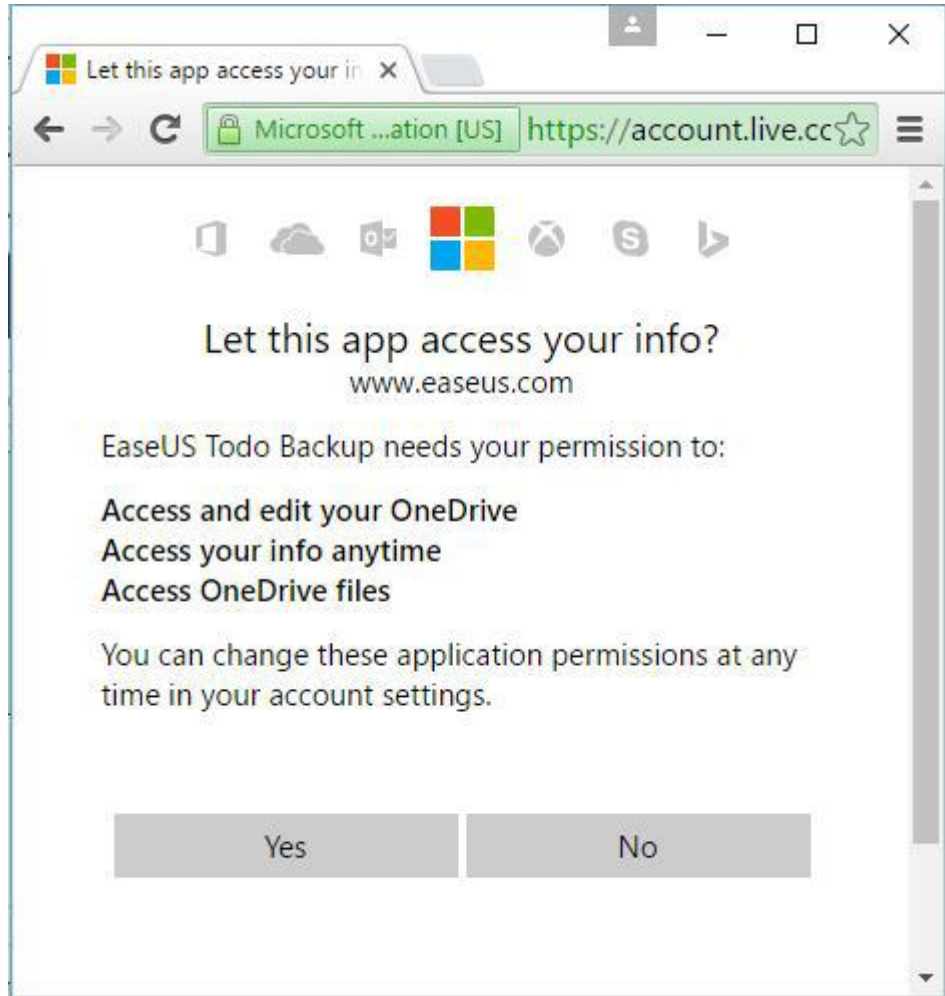 Let this app access your in
Microsoft ...ation [US] https://account.live.cc
Let this app access your info?
www.easeus.com
EaseUS Todo Backup needs your permission to:
Access and edit your OneDrive
Access your info anytime
Access OneDrive files
You can change these application permissions at any
time in your account settings.
Yes No